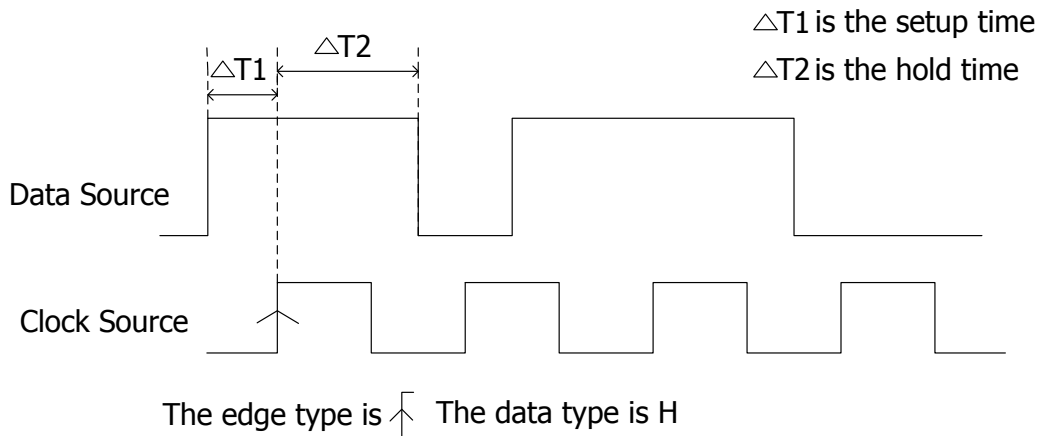 △T1 is the setup time
△T2
△T1
△T2 is the hold time
Data Source
Clock Source
The edge type is The data type is H